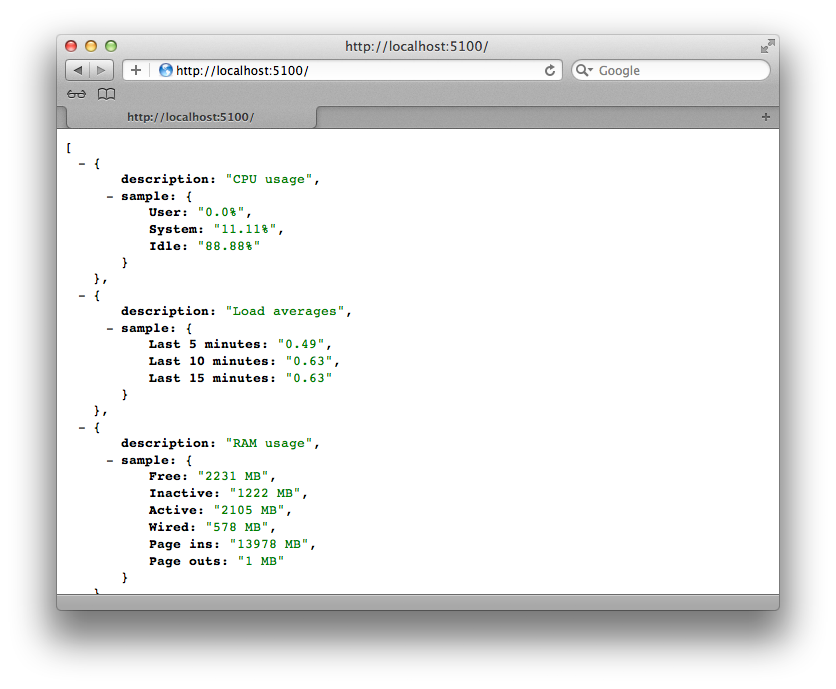 http://localhost:5100/
http://localhost:5100/
Google
http://localhost:5100/
[
- {
description: "CPU usage",
- sample: {
User: "0.0%",
System: "11.11%",
Idle: "88.88%"
}
},
- {
description: "Load averages",
- sample: {
Last 5 minutes: "0.49",
Last 10 minutes: "0.63",
Last 15 minutes: "0.63"
}
},
- {
description: "RAM usage",
- sample: {
Free: "2231 MB",
Inactive: "1222 MB",
Active: "2105 MB",
Wired: "578 MB",
Page ins: "13978 MB",
Page outs: "1 MB"
}
}